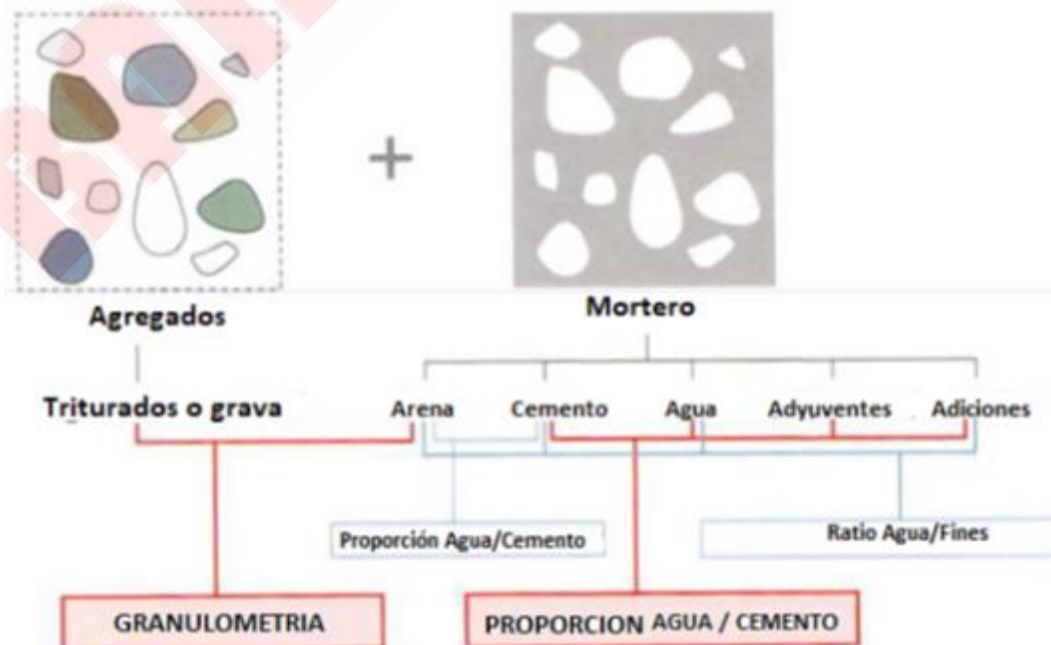 +
Agregados
Mortero
Triturados o grava
Arena
Cemento
Agua
Adyuventes
Adiciones
Proporción Agua/Cemento
Ratio Agua/Fines
GRANULOMETRIA
PROPORCION AGUA / CEMENTO